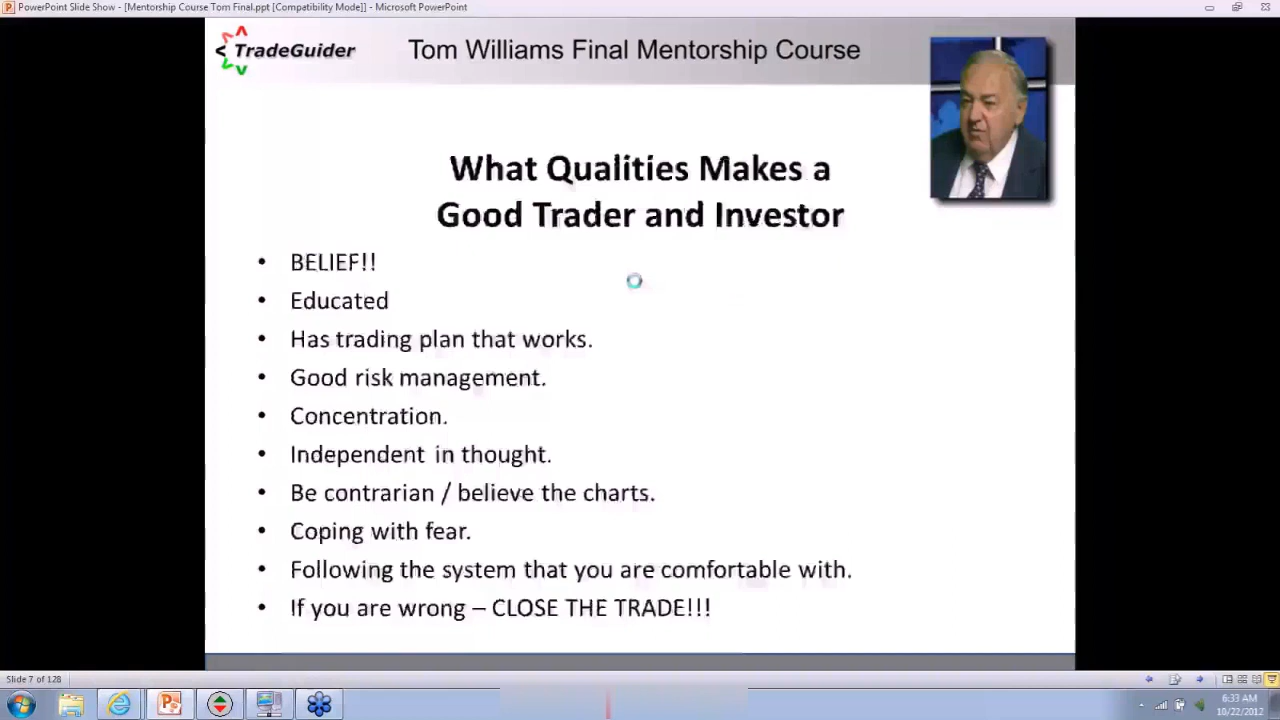 PowerPoint Slide Show - [Mentorship Course Tom Final.ppt [Compatibility Mode]] - Microsoft PowerPoint
TradeGuider
Tom Williams Final Mentorship Course
What Qualities Makes a
Good Trader and Investor
• BELIEF!!
• Educated
• Has trading plan that works.
• Good risk management.
• Concentration.
• Independent in thought.
• Be contrarian / believe the charts.
• Coping with fear.
• Following the system that you are comfortable with.
• If you are wrong – CLOSE THE TRADE!!!
Slide 7 of 128
6:33 AM
10/22/2012